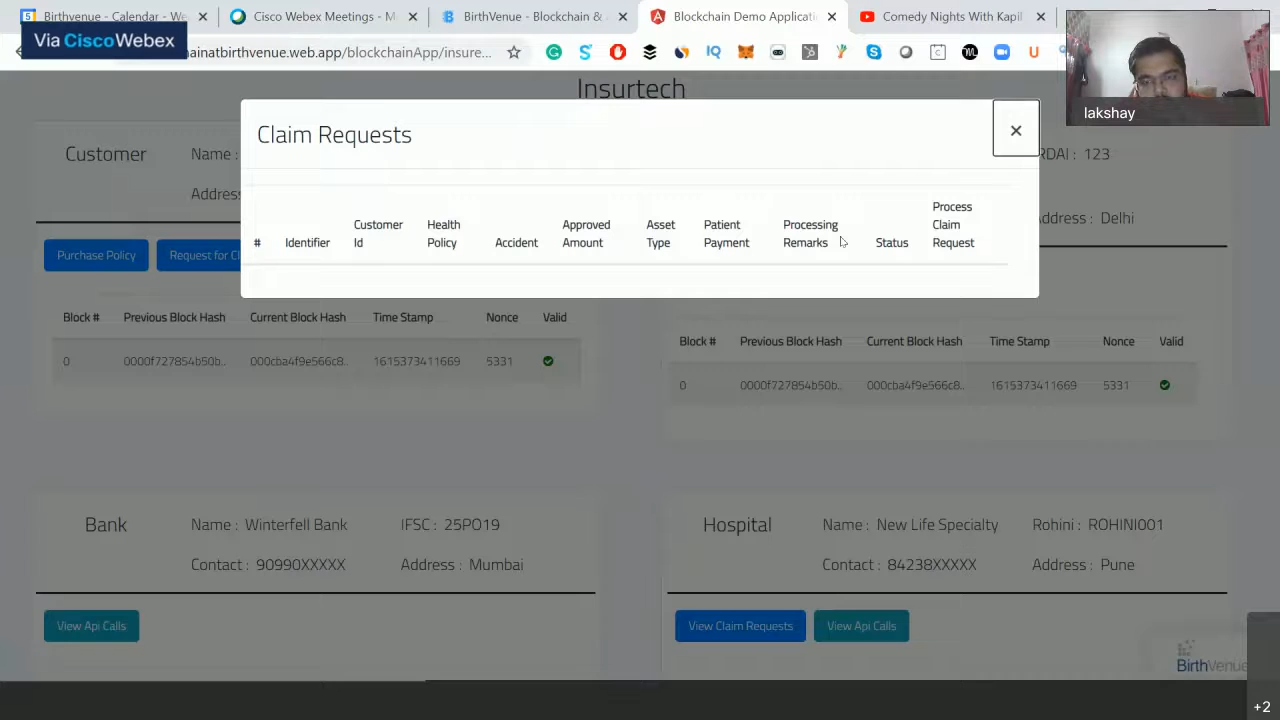 Birthvenue - Calendar - We
Cisco Webex Meetings - M
BirthVenue - Blockchain &
Blockchain Demo Applicati
Comedy Nights With Kapil
Via CiscoWebex
ainatbirthvenue.web.app/blockchainApp/insure...
lakshay
Insurtech
Claim Requests
×
Customer
Name :
RDAI : 123
Address
ddress : Delhi
# Identifier Customer Id Health Policy Accident Approved Amount Asset Type Patient Payment Processing Remarks Status Process Claim Request
Purchase Policy
Request for Cl
Block # Previous Block Hash Current Block Hash Time Stamp Nonce Valid
0 0000f727854b50b.. 000cba4f9e566c8.. 1615373411669 5331
Block # Previous Block Hash Current Block Hash Time Stamp Nonce Valid
0 0000f727854b50b.. 000cba4f9e566c8.. 1615373411669 5331
Bank
Name : Winterfell Bank
IFSC : 25PO19
Contact : 90990XXXXX
Address : Mumbai
View Api Calls
Hospital
Name : New Life Specialty
Rohini : ROHINI001
Contact : 84238XXXXX
Address : Pune
View Claim Requests
View Api Calls
BirthVenue
+2